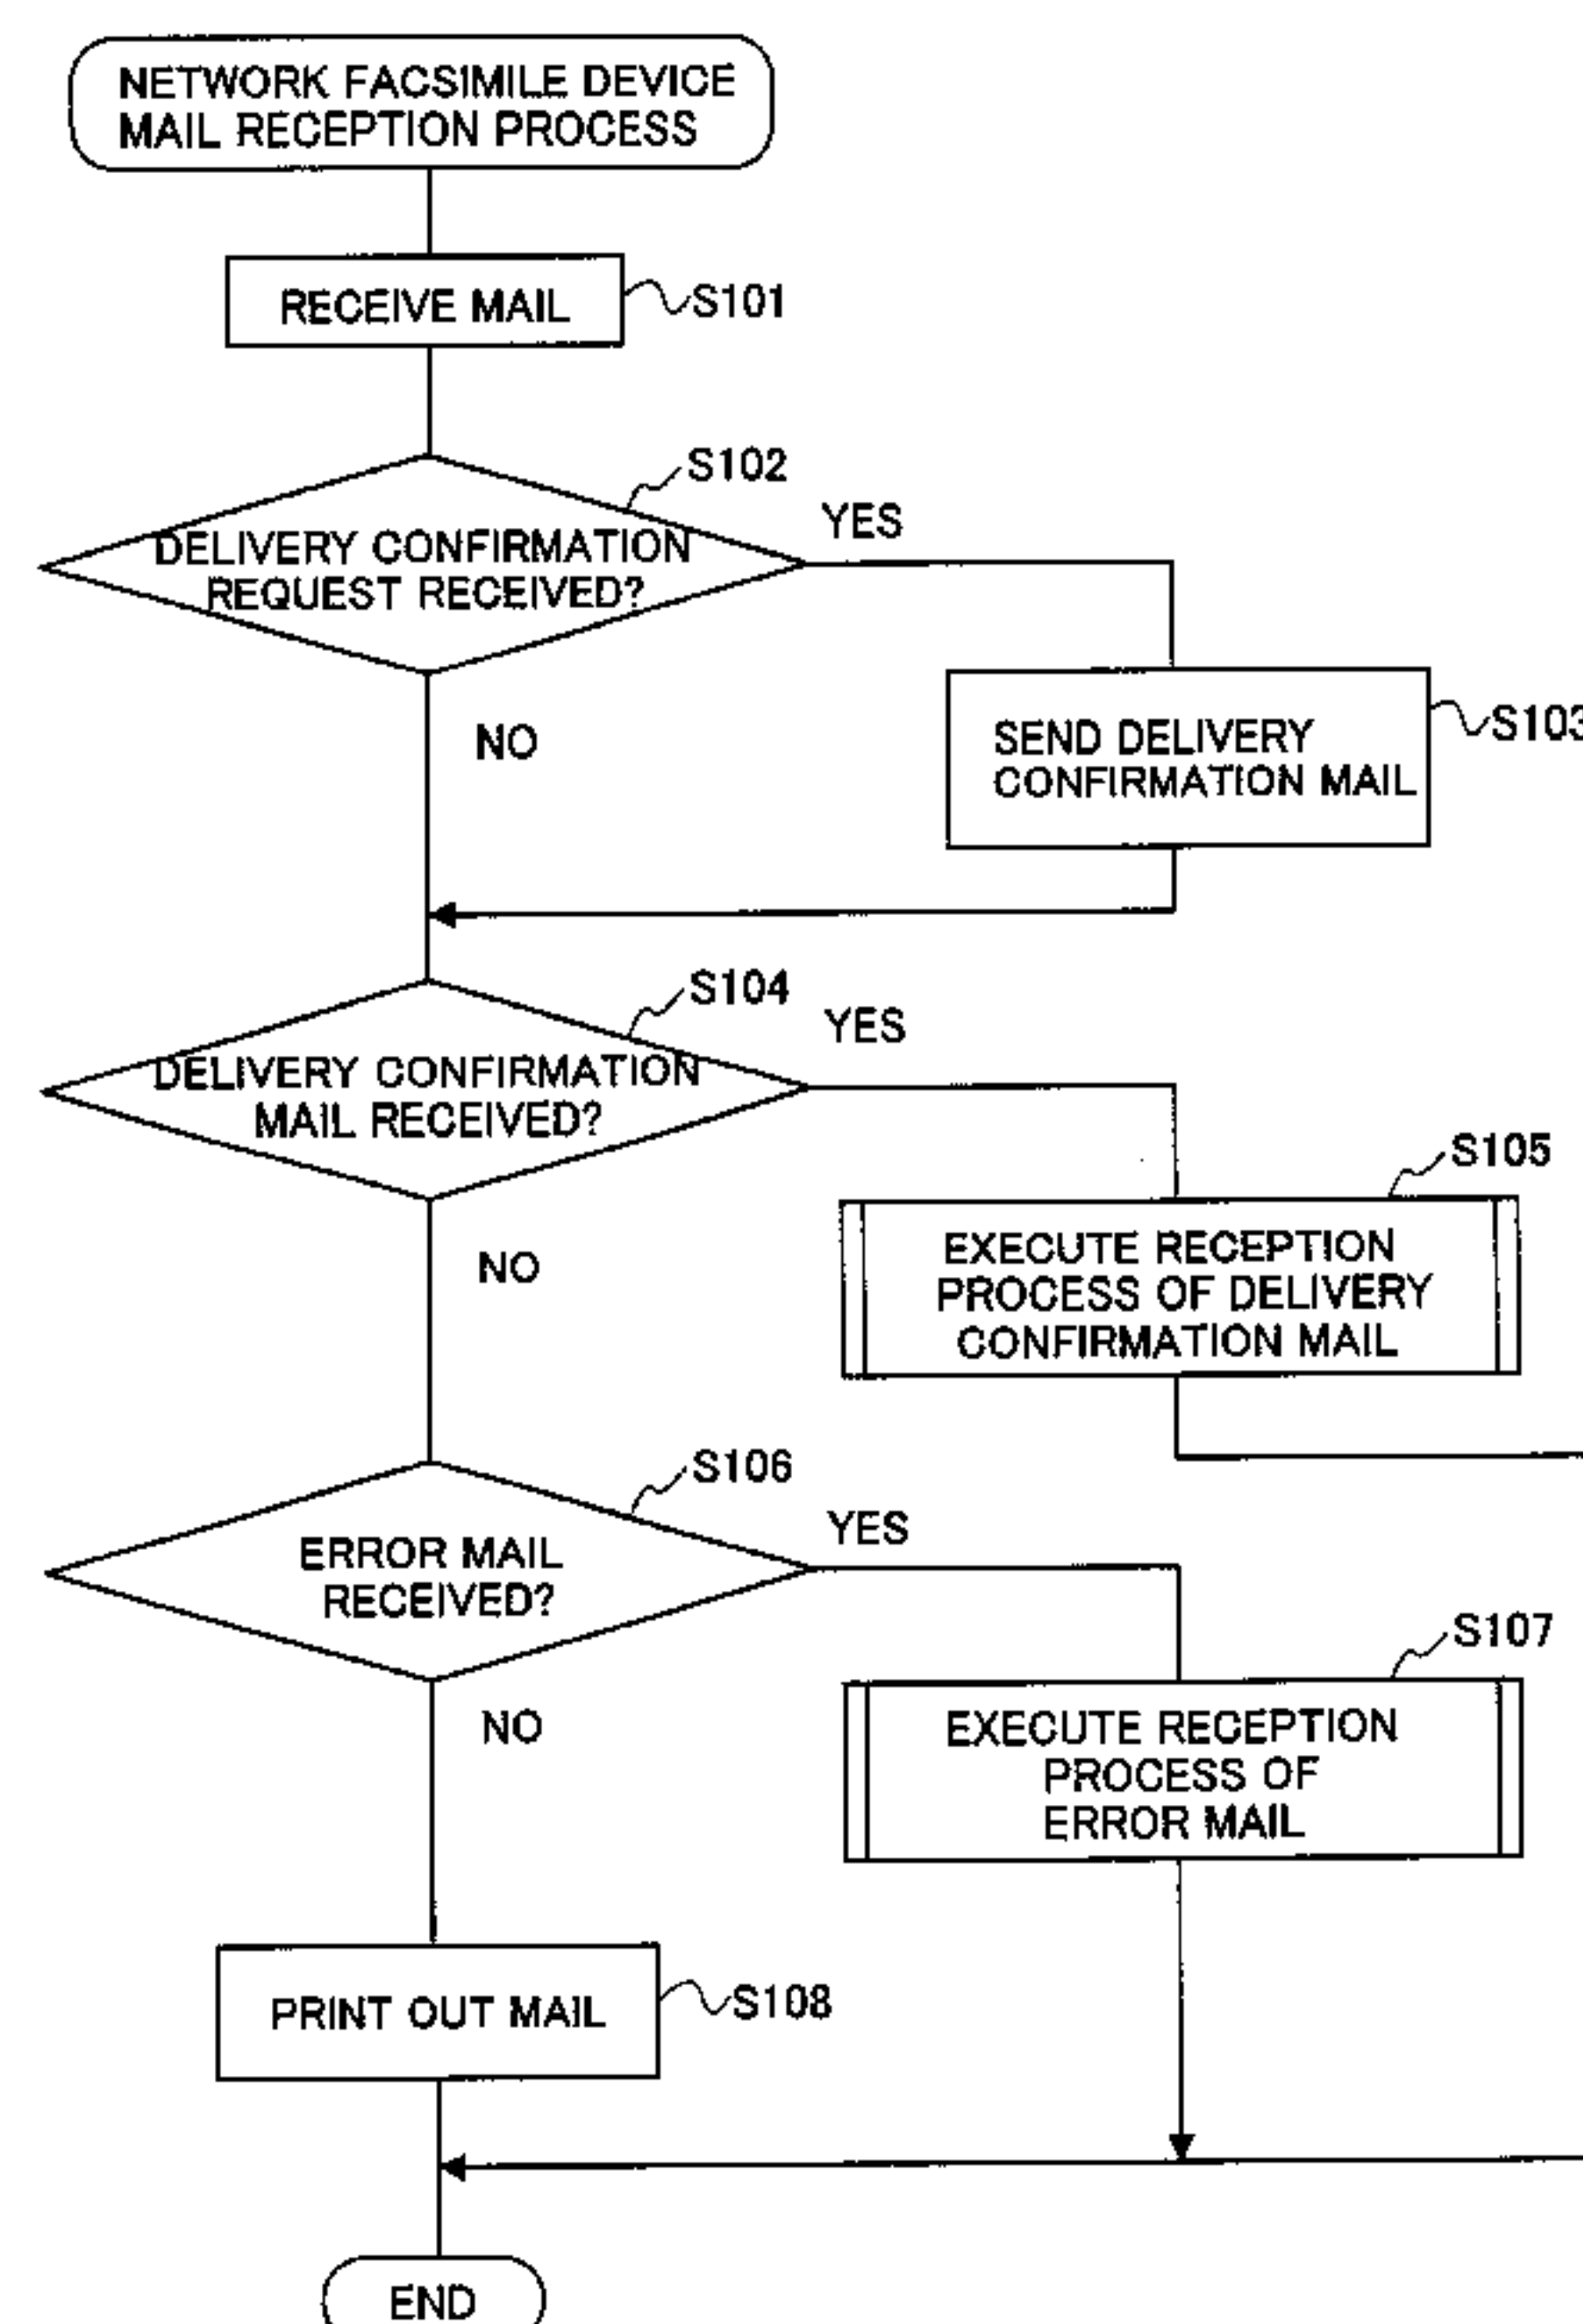 NETWORK FACSIMILE DEVICE
MAIL RECEPTION PROCESS
RECEIVE MAIL
S101
S102
DELIVERY CONFIRMATION
REQUEST RECEIVED?
YES
NO
SEND DELIVERY
CONFIRMATION MAIL
S103
S104
DELIVERY CONFIRMATION
MAIL RECEIVED?
YES
NO
S105
EXECUTE RECEPTION
PROCESS OF DELIVERY
CONFIRMATION MAIL
S106
ERROR MAIL
RECEIVED?
YES
NO
S107
EXECUTE RECEPTION
PROCESS OF
ERROR MAIL
PRINT OUT MAIL
S108
END